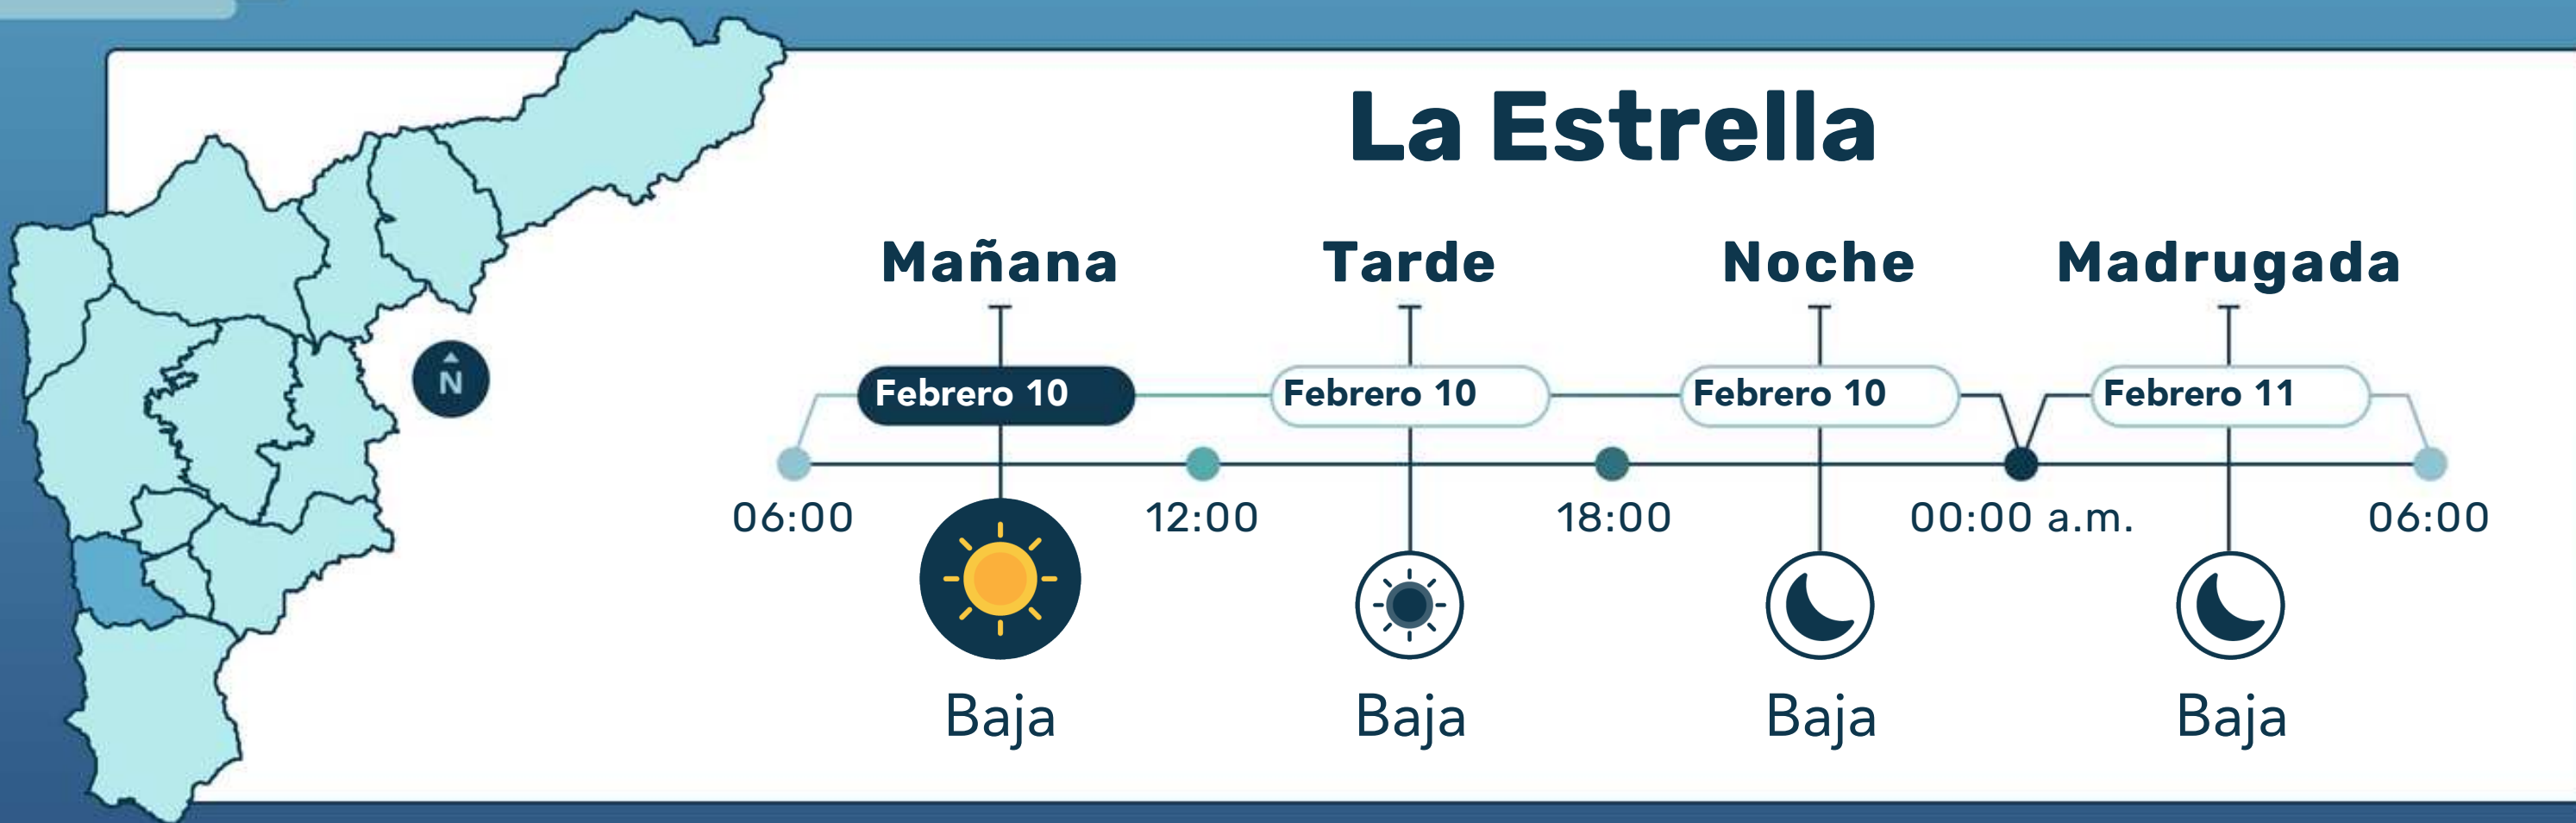 La Estrella
Mañana Tarde Noche Madrugada
N
Febrero 10 Febrero 10 Febrero 10 Febrero 11
06:00 12:00 18:00 00:00 a.m. 06:00
Baja Baja Baja Baja